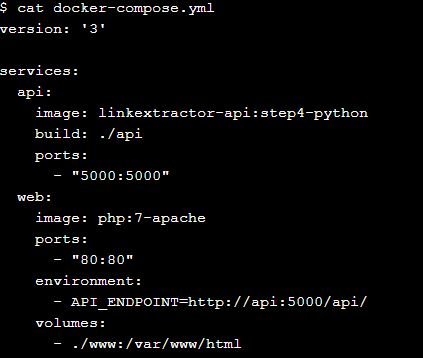 $ cat docker-compose.yml
version: '3'

services:
  api:
    image: linkextractor-api:step4-python
    build: ./api
    ports:
      - "5000:5000"
  web:
    image: php:7-apache
    ports:
      - "80:80"
    environment:
      - API_ENDPOINT=http://api:5000/api/
    volumes:
      - ./www:/var/www/html